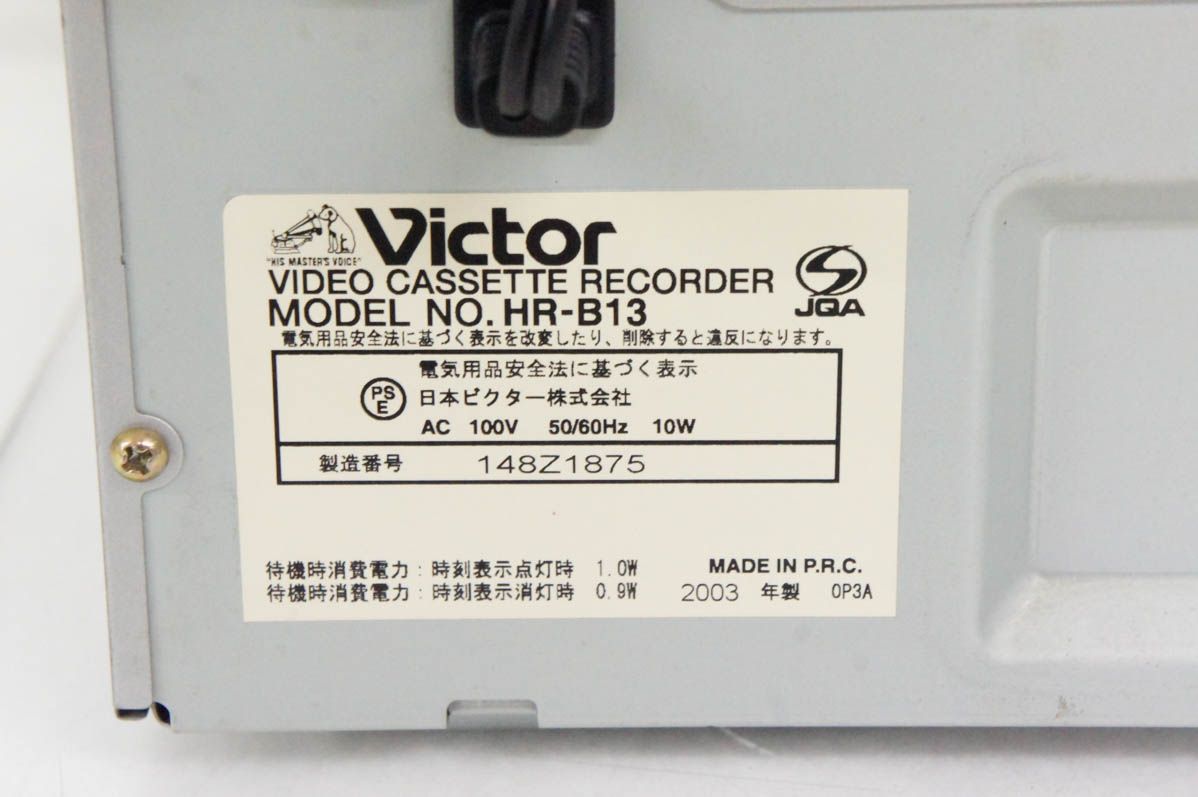 "HIS MASTER'S VOICE"
Victor
VIDEO CASSETTE RECORDER
MODEL NO. HR-B13
JQA
電気用品安全法に基づく表示を改変したり、削除すると違反になります。
電気用品安全法に基づく表示
PS
E
日本ビクター株式会社
AC 100V 50/60Hz 10W
製造番号 148Z1875
待機時消費電力:時刻表示点灯時 1.0W
待機時消費電力:時刻表示消灯時 0.9W
MADE IN P.R.C.
2003 年製 0P3A